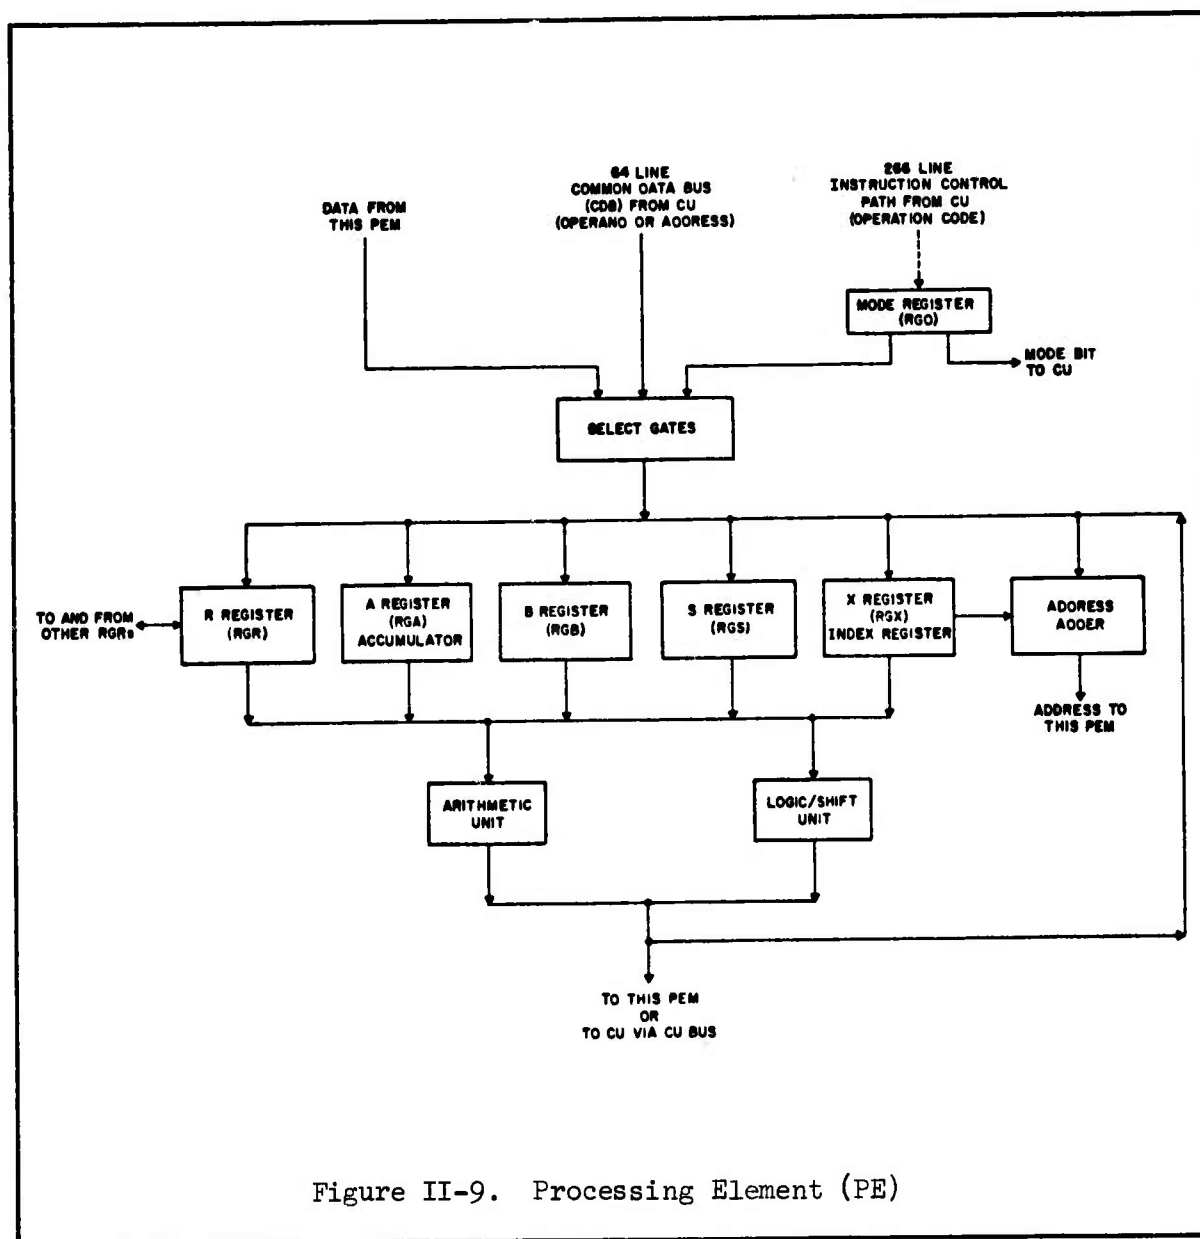 DATA FROM
THIS PEM
64 LINE
COMMON DATA BUS
(CDB) FROM CU
(OPERAND OR ADDRESS)
266 LINE
INSTRUCTION CONTROL
PATH FROM CU
(OPERATION CODE)
MODE REGISTER
(RGD)
MODE BIT
TO CU
SELECT GATES
TO AND FROM
OTHER RGRs
R REGISTER
(RGR)
A REGISTER
(RGA)
ACCUMULATOR
B REGISTER
(RGB)
S REGISTER
(RGS)
X REGISTER
(RGX)
INDEX REGISTER
ADDRESS
ADDER
ADDRESS TO
THIS PEM
ARITHMETIC
UNIT
LOGIC/SHIFT
UNIT
TO THIS PEM
OR
TO CU VIA CU BUS
Figure II-9. Processing Element (PE)